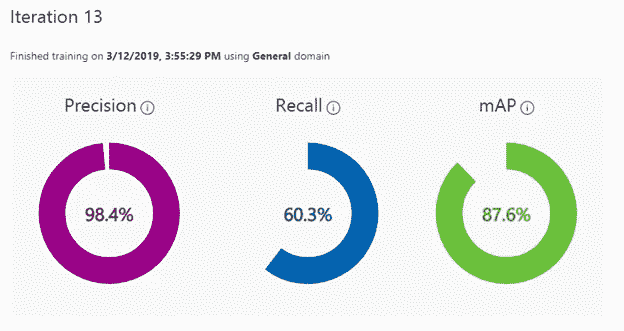 Iteration 13
Finished training on 3/12/2019, 3:55:29 PM using General domain
Precision
Recall
mAP
98.4%
60.3%
87.6%